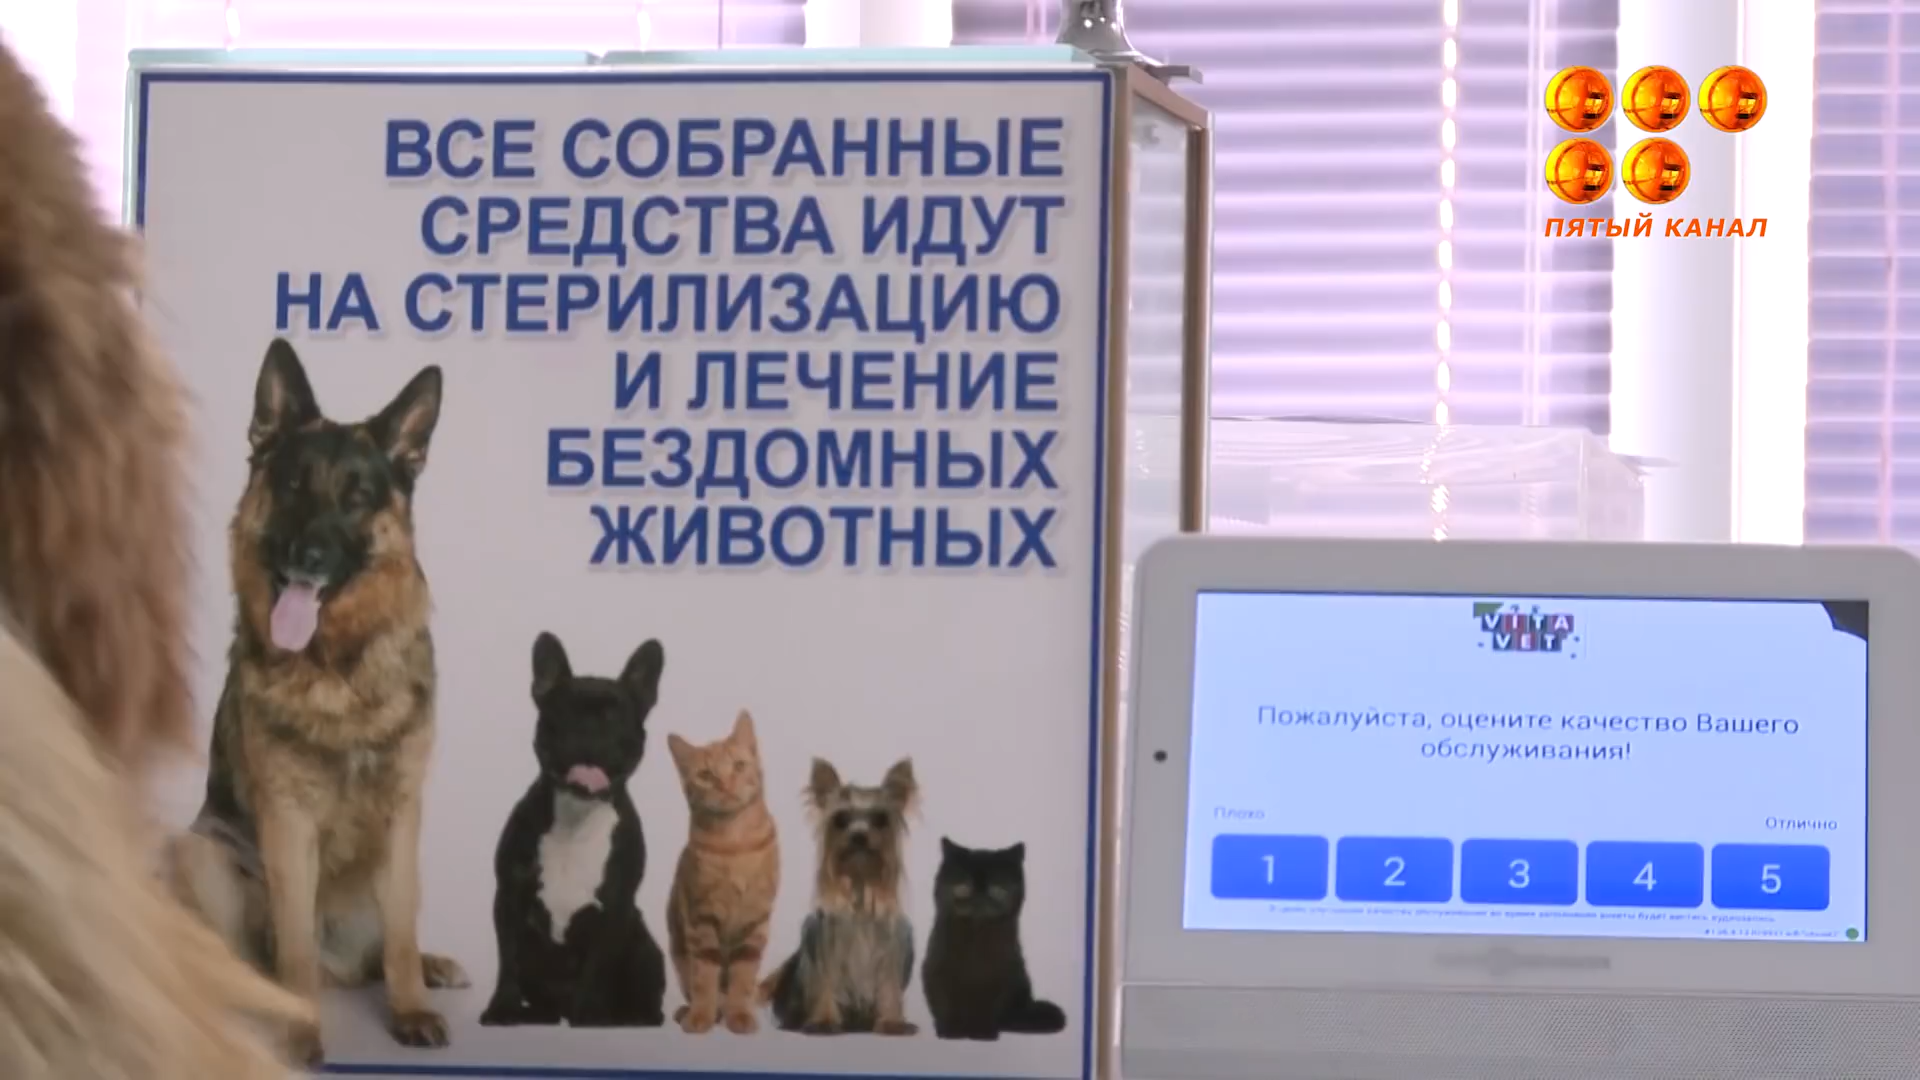 ВСЕ СОБРАННЫЕ
СРЕДСТВА ИДУТ
НА СТЕРИЛИЗАЦИЮ
И ЛЕЧЕНИЕ
БЕЗДОМНЫХ
ЖИВОТНЫХ
ПЯТЫЙ КАНАЛ
VITA
VET
Пожалуйста, оцените качество Вашего
обслуживания!
Плохо
Отлично
1 2 3 4 5